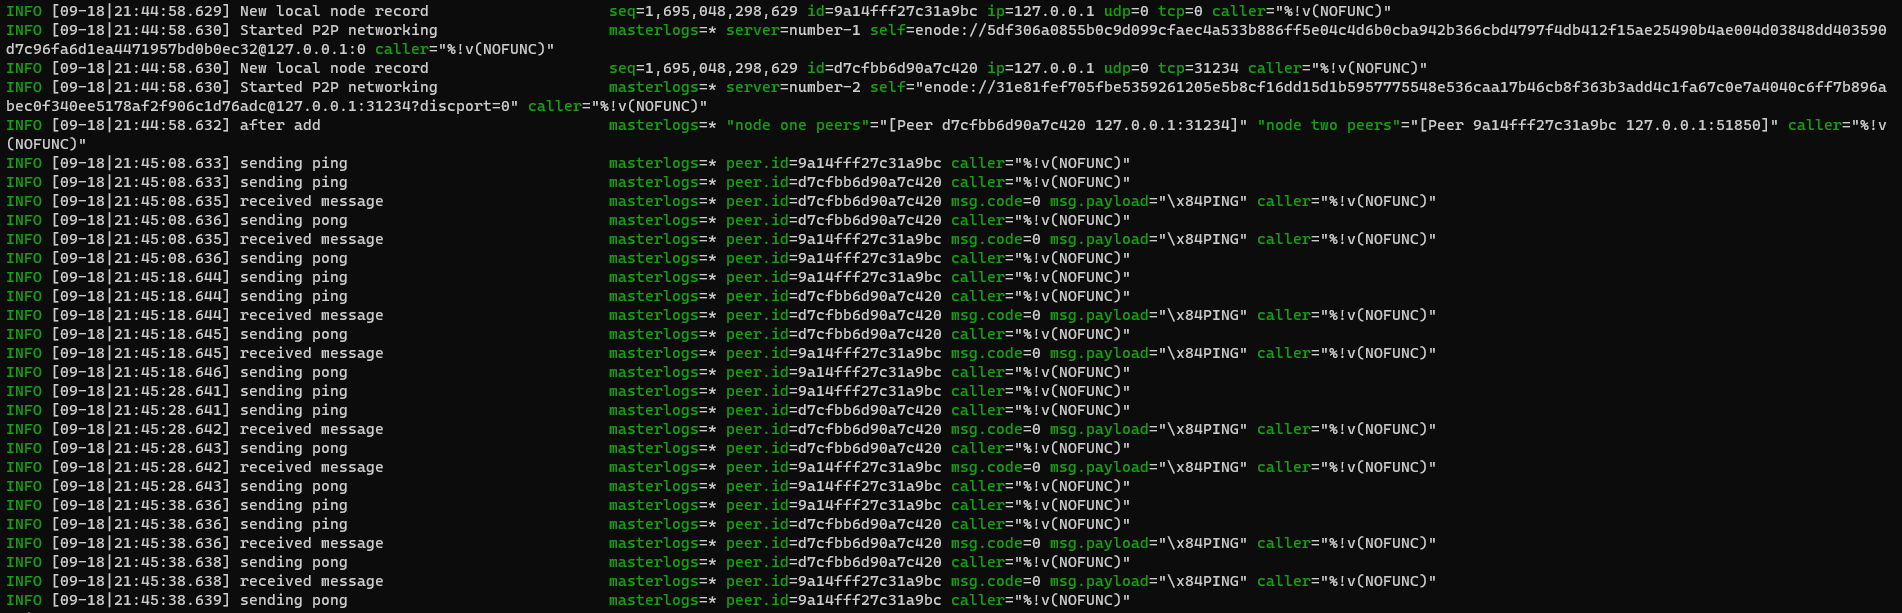 INFO [09-18|21:44:58.629] New local node record                    seq=1,695,048,298,629 id=9a14fff27c31a9bc ip=127.0.0.1 udp=0 tcp=0 caller="%!v(NOFUNC)"
INFO [09-18|21:44:58.630] Started P2P networking                   masterlogs=* server=number-1 self=enode://5df306a0855b0c9d099cfaec4a533b886ff5e04c4d6b0cba942b366cbd4797f4db412f15ae25490b4ae004d03848dd403590
d7c96fa6d1ea4471957bd0b0ec32@127.0.0.1:0 caller="%!v(NOFUNC)"
INFO [09-18|21:44:58.630] New local node record                    seq=1,695,048,298,629 id=d7cfbb6d90a7c420 ip=127.0.0.1 udp=0 tcp=31234 caller="%!v(NOFUNC)"
INFO [09-18|21:44:58.630] Started P2P networking                   masterlogs=* server=number-2 self="enode://31e81fef705fbe5359261205e5b8cf16dd15d1b5957775548e536caa17b46cb8f363b3add4c1fa67c0e7a4040c6ff7b896a
bec0f340ee5178af2f906c1d76adc@127.0.0.1:31234?discport=0" caller="%!v(NOFUNC)"
INFO [09-18|21:44:58.632] after add                                masterlogs=* "node one peers"="[Peer d7cfbb6d90a7c420 127.0.0.1:31234]" "node two peers"="[Peer 9a14fff27c31a9bc 127.0.0.1:51850]" caller="%!v
(NOFUNC)"
INFO [09-18|21:45:08.633] sending ping                             masterlogs=* peer.id=9a14fff27c31a9bc caller="%!v(NOFUNC)"
INFO [09-18|21:45:08.633] sending ping                             masterlogs=* peer.id=d7cfbb6d90a7c420 caller="%!v(NOFUNC)"
INFO [09-18|21:45:08.635] received message                         masterlogs=* peer.id=d7cfbb6d90a7c420 msg.code=0 msg.payload="\x84PING" caller="%!v(NOFUNC)"
INFO [09-18|21:45:08.636] sending pong                             masterlogs=* peer.id=d7cfbb6d90a7c420 caller="%!v(NOFUNC)"
INFO [09-18|21:45:08.635] received message                         masterlogs=* peer.id=9a14fff27c31a9bc msg.code=0 msg.payload="\x84PING" caller="%!v(NOFUNC)"
INFO [09-18|21:45:08.636] sending pong                             masterlogs=* peer.id=9a14fff27c31a9bc caller="%!v(NOFUNC)"
INFO [09-18|21:45:18.644] sending ping                             masterlogs=* peer.id=9a14fff27c31a9bc caller="%!v(NOFUNC)"
INFO [09-18|21:45:18.644] sending ping                             masterlogs=* peer.id=d7cfbb6d90a7c420 caller="%!v(NOFUNC)"
INFO [09-18|21:45:18.644] received message                         masterlogs=* peer.id=d7cfbb6d90a7c420 msg.code=0 msg.payload="\x84PING" caller="%!v(NOFUNC)"
INFO [09-18|21:45:18.645] sending pong                             masterlogs=* peer.id=d7cfbb6d90a7c420 caller="%!v(NOFUNC)"
INFO [09-18|21:45:18.645] received message                         masterlogs=* peer.id=9a14fff27c31a9bc msg.code=0 msg.payload="\x84PING" caller="%!v(NOFUNC)"
INFO [09-18|21:45:18.646] sending pong                             masterlogs=* peer.id=9a14fff27c31a9bc caller="%!v(NOFUNC)"
INFO [09-18|21:45:28.641] sending ping                             masterlogs=* peer.id=9a14fff27c31a9bc caller="%!v(NOFUNC)"
INFO [09-18|21:45:28.641] sending ping                             masterlogs=* peer.id=d7cfbb6d90a7c420 caller="%!v(NOFUNC)"
INFO [09-18|21:45:28.642] received message                         masterlogs=* peer.id=d7cfbb6d90a7c420 msg.code=0 msg.payload="\x84PING" caller="%!v(NOFUNC)"
INFO [09-18|21:45:28.643] sending pong                             masterlogs=* peer.id=d7cfbb6d90a7c420 caller="%!v(NOFUNC)"
INFO [09-18|21:45:28.642] received message                         masterlogs=* peer.id=9a14fff27c31a9bc msg.code=0 msg.payload="\x84PING" caller="%!v(NOFUNC)"
INFO [09-18|21:45:28.643] sending pong                             masterlogs=* peer.id=9a14fff27c31a9bc caller="%!v(NOFUNC)"
INFO [09-18|21:45:38.636] sending ping                             masterlogs=* peer.id=9a14fff27c31a9bc caller="%!v(NOFUNC)"
INFO [09-18|21:45:38.636] sending ping                             masterlogs=* peer.id=d7cfbb6d90a7c420 caller="%!v(NOFUNC)"
INFO [09-18|21:45:38.636] received message                         masterlogs=* peer.id=d7cfbb6d90a7c420 msg.code=0 msg.payload="\x84PING" caller="%!v(NOFUNC)"
INFO [09-18|21:45:38.638] sending pong                             masterlogs=* peer.id=d7cfbb6d90a7c420 caller="%!v(NOFUNC)"
INFO [09-18|21:45:38.638] received message                         masterlogs=* peer.id=9a14fff27c31a9bc msg.code=0 msg.payload="\x84PING" caller="%!v(NOFUNC)"
INFO [09-18|21:45:38.639] sending pong                             masterlogs=* peer.id=9a14fff27c31a9bc caller="%!v(NOFUNC)"